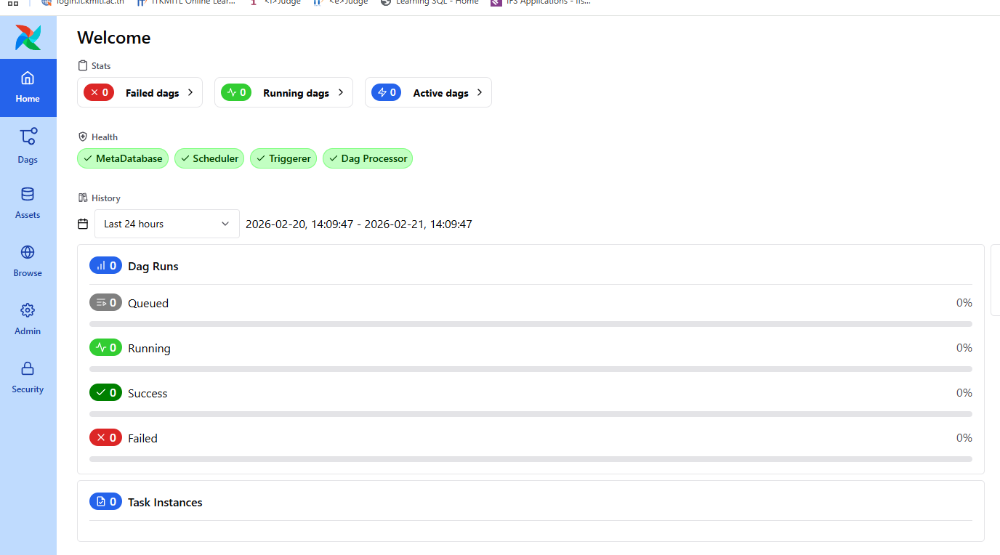 login.it.kmitl.ac.th ITKMITL Online Lear... <i>Judge <e>Judge Learning SQL - Home IFS Applications - ifs...
Welcome
Stats
0 Failed dags
0 Running dags
0 Active dags
Home
Health
MetaDatabase Scheduler Triggerer Dag Processor
Dags
History
Assets
Last 24 hours 2026-02-20, 14:09:47 - 2026-02-21, 14:09:47
0 Dag Runs
Browse
0 Queued 0%
Admin
0 Running 0%
Security
0 Success 0%
0 Failed 0%
0 Task Instances